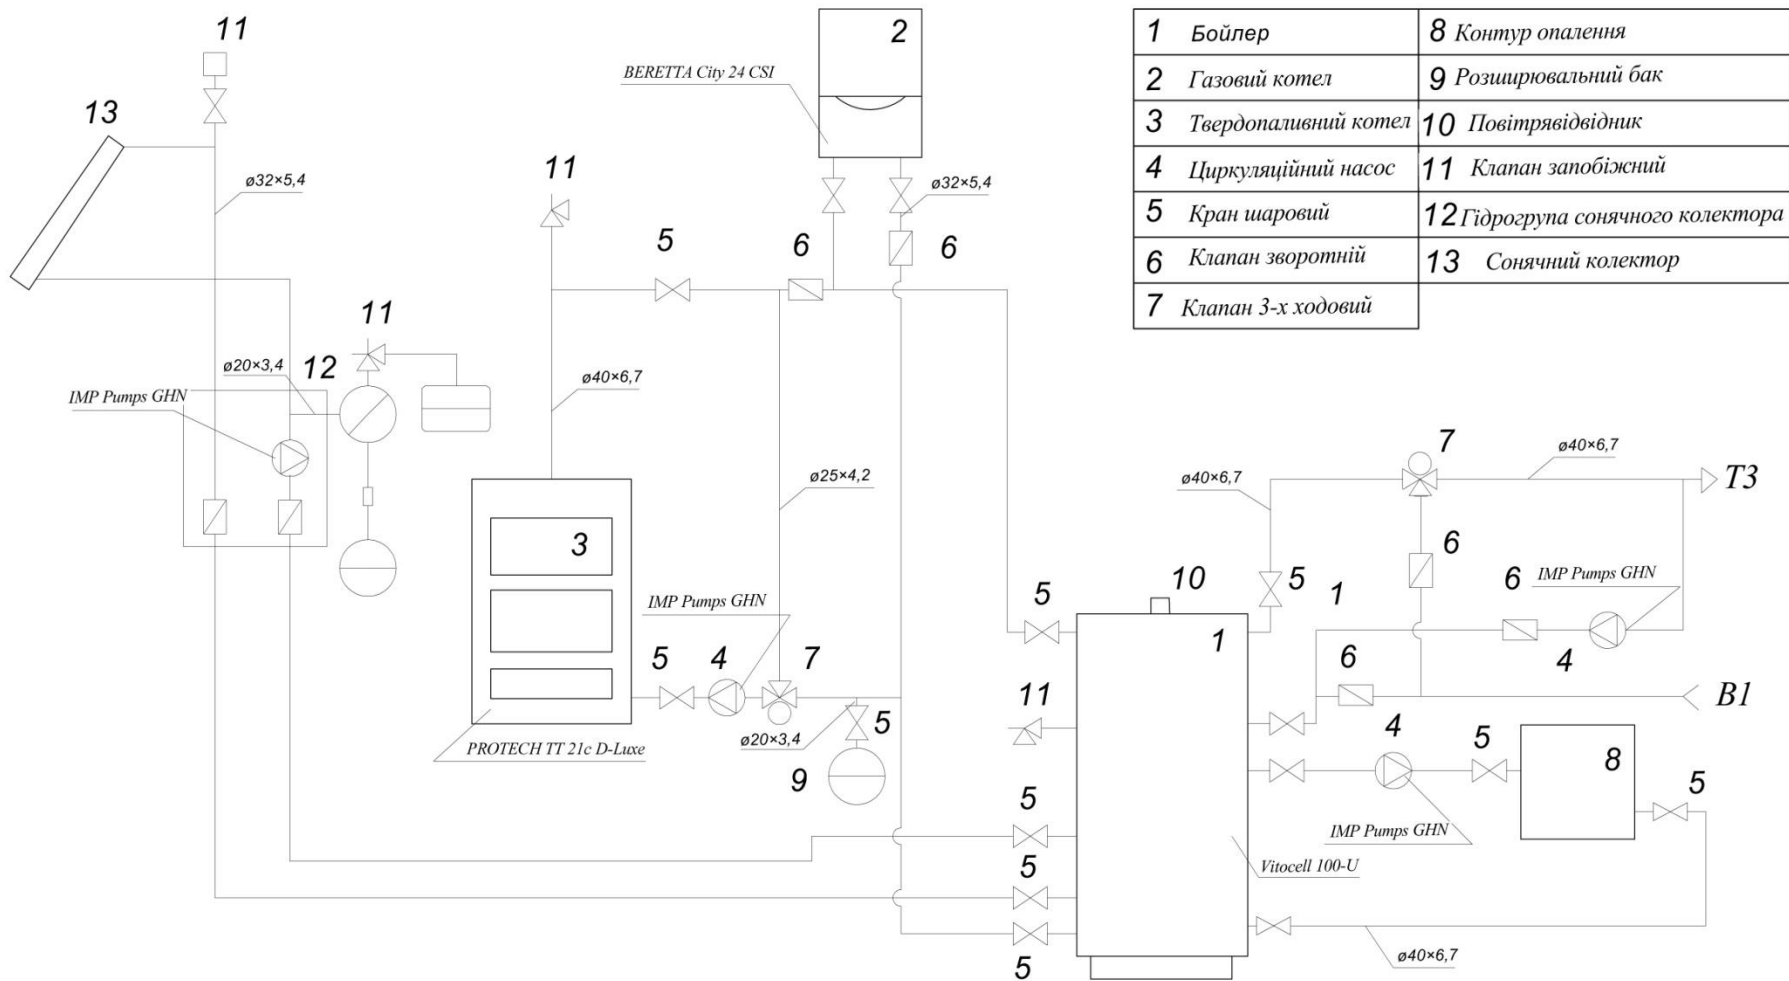 11
2
BERETTA City 24 CSI
13
ø32×5,4
11
ø32×5,4
5
6
6
11
12
ø20×3,4
IMP Pumps GHN
ø40×6,7
ø25×4,2
3
IMP Pumps GHN
5
4
7
5
ø20×3,4
PROTECH TT 21c D-Luxe
9
1 Бойлер
2 Газовий котел
3 Твердопаливний котел
4 Циркуляційний насос
5 Кран шаровий
6 Клапан зворотній
7 Клапан 3-х ходовий
8 Контур опалення
9 Розширювальний бак
10 Повітрявідвідник
11 Клапан запобіжний
12 Гідрогрупа сонячного колектора
13 Сонячний колектор
7
ø40×6,7
ø40×6,7
T3
6
6
IMP Pumps GHN
5
10
5
1
1
4
6
11
B1
4
5
8
5
5
IMP Pumps GHN
5
Vitocell 100-U
5
ø40×6,7